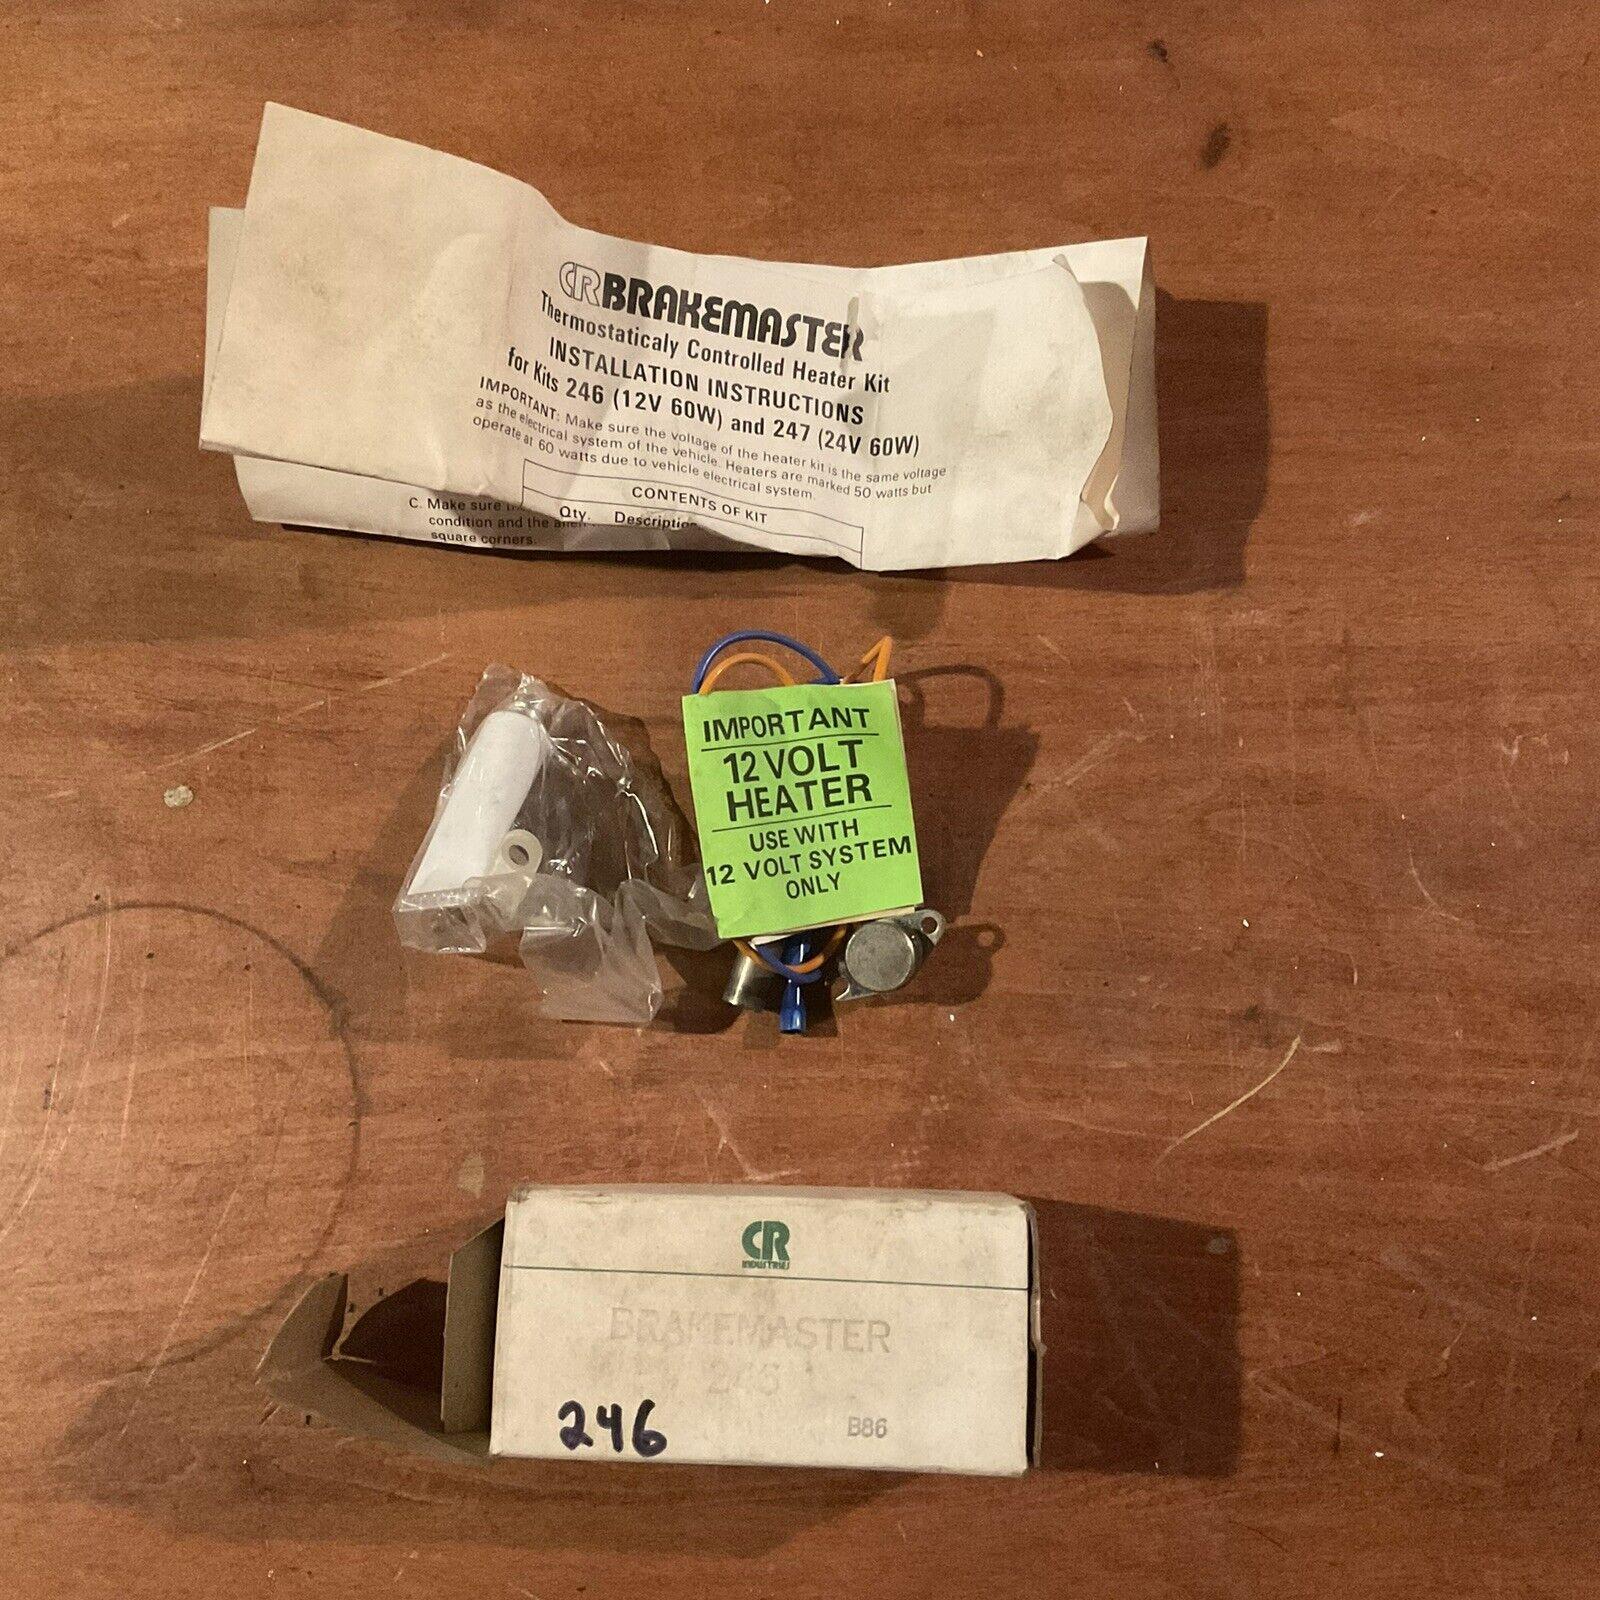 CR BRAKEMASTER
Thermostaticaly Controlled Heater Kit
INSTALLATION INSTRUCTIONS
for Kits 246 (12V 60W) and 247 (24V 60W)
IMPORTANT: Make sure the voltage of the heater kit is the same voltage
as the electrical system of the vehicle. Heaters are marked 50 watts but
operate at 60 watts due to vehicle electrical system.
CONTENTS OF KIT
Qty. Description
C. Make sure
condition and the
square corners.
IMPORTANT
12 VOLT
HEATER
USE WITH
12 VOLT SYSTEM
ONLY
CR
INDUSTRIES
BRAKEMASTER
246
246
B86